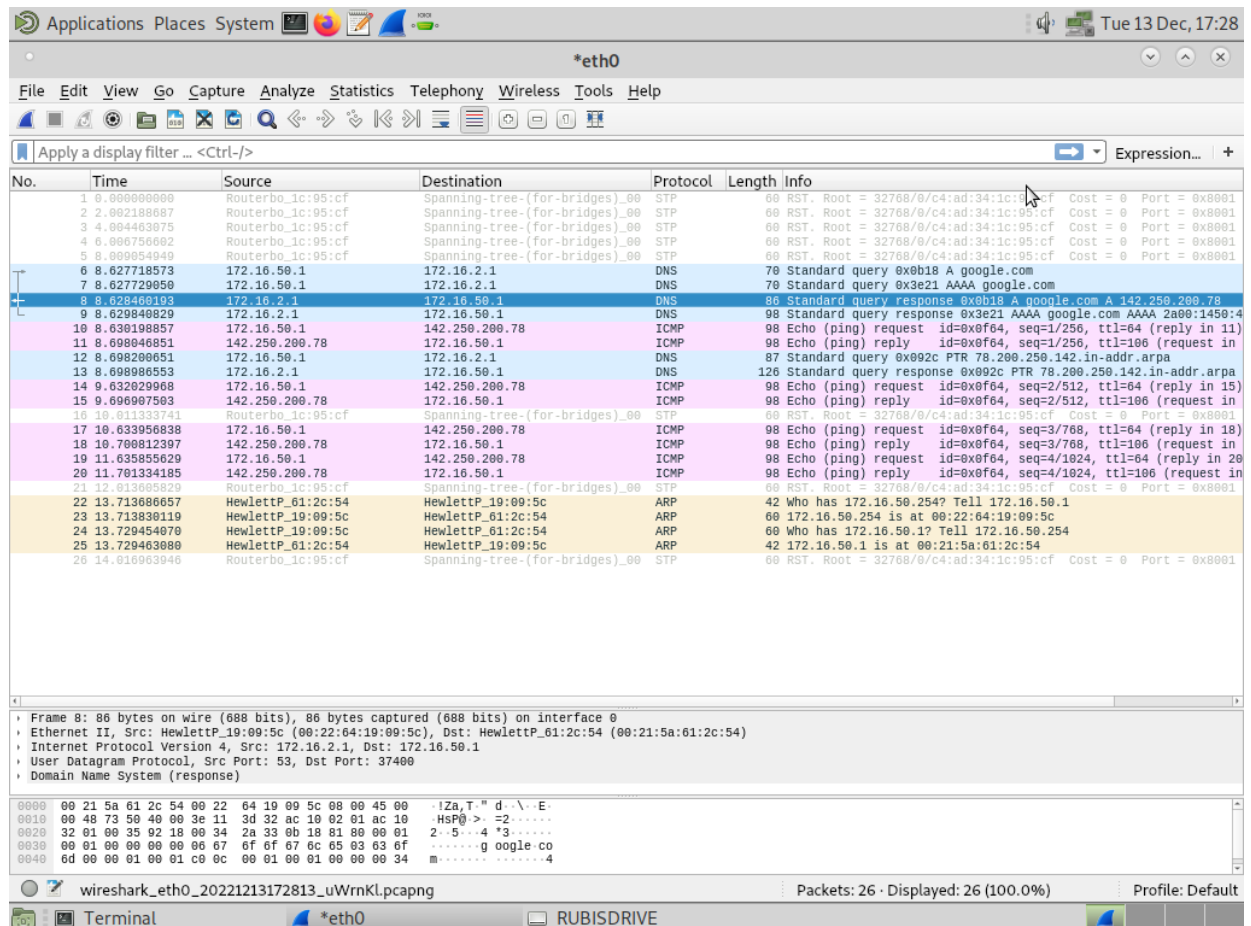 Applications Places System Tue 13 Dec, 17:28
*eth0
File Edit View Go Capture Analyze Statistics Telephony Wireless Tools Help
Apply a display filter ... <Ctrl-/> Expression... +
No. Time Source Destination Protocol Length Info
1 0.000000000 Routerbo_1c:95:cf Spanning-tree-(for-bridges)_00 STP 60 RST. Root = 32768/0/c4:ad:34:1c:95:cf Cost = 0 Port = 0x8001
2 2.002188687 Routerbo_1c:95:cf Spanning-tree-(for-bridges)_00 STP 60 RST. Root = 32768/0/c4:ad:34:1c:95:cf Cost = 0 Port = 0x8001
3 4.004463075 Routerbo_1c:95:cf Spanning-tree-(for-bridges)_00 STP 60 RST. Root = 32768/0/c4:ad:34:1c:95:cf Cost = 0 Port = 0x8001
4 6.006756602 Routerbo_1c:95:cf Spanning-tree-(for-bridges)_00 STP 60 RST. Root = 32768/0/c4:ad:34:1c:95:cf Cost = 0 Port = 0x8001
5 8.009054949 Routerbo_1c:95:cf Spanning-tree-(for-bridges)_00 STP 60 RST. Root = 32768/0/c4:ad:34:1c:95:cf Cost = 0 Port = 0x8001
6 8.627718573 172.16.50.1 172.16.2.1 DNS 70 Standard query 0x0b18 A google.com
7 8.627729050 172.16.50.1 172.16.2.1 DNS 70 Standard query 0x3e21 AAAA google.com
8 8.628460193 172.16.2.1 172.16.50.1 DNS 86 Standard query response 0x0b18 A google.com A 142.250.200.78
9 8.629840829 172.16.2.1 172.16.50.1 DNS 98 Standard query response 0x3e21 AAAA google.com AAAA 2a00:1450:4
10 8.630198857 172.16.50.1 142.250.200.78 ICMP 98 Echo (ping) request id=0x0f64, seq=1/256, ttl=64 (reply in 11)
11 8.698046851 142.250.200.78 172.16.50.1 ICMP 98 Echo (ping) reply id=0x0f64, seq=1/256, ttl=106 (request in
12 8.698200651 172.16.50.1 172.16.2.1 DNS 87 Standard query 0x092c PTR 78.200.250.142.in-addr.arpa
13 8.698986553 172.16.2.1 172.16.50.1 DNS 126 Standard query response 0x092c PTR 78.200.250.142.in-addr.arpa
14 9.632029968 172.16.50.1 142.250.200.78 ICMP 98 Echo (ping) request id=0x0f64, seq=2/512, ttl=64 (reply in 15)
15 9.696907503 142.250.200.78 172.16.50.1 ICMP 98 Echo (ping) reply id=0x0f64, seq=2/512, ttl=106 (request in
16 10.011333741 Routerbo_1c:95:cf Spanning-tree-(for-bridges)_00 STP 60 RST. Root = 32768/0/c4:ad:34:1c:95:cf Cost = 0 Port = 0x8001
17 10.633956838 172.16.50.1 142.250.200.78 ICMP 98 Echo (ping) request id=0x0f64, seq=3/768, ttl=64 (reply in 18)
18 10.700812397 142.250.200.78 172.16.50.1 ICMP 98 Echo (ping) reply id=0x0f64, seq=3/768, ttl=106 (request in
19 11.635855629 172.16.50.1 142.250.200.78 ICMP 98 Echo (ping) request id=0x0f64, seq=4/1024, ttl=64 (reply in 20
20 11.701334185 142.250.200.78 172.16.50.1 ICMP 98 Echo (ping) reply id=0x0f64, seq=4/1024, ttl=106 (request in
21 12.013605829 Routerbo_1c:95:cf Spanning-tree-(for-bridges)_00 STP 60 RST. Root = 32768/0/c4:ad:34:1c:95:cf Cost = 0 Port = 0x8001
22 13.713686657 HewlettP_61:2c:54 HewlettP_19:09:5c ARP 42 Who has 172.16.50.254? Tell 172.16.50.1
23 13.713830119 HewlettP_19:09:5c HewlettP_61:2c:54 ARP 60 172.16.50.254 is at 00:22:64:19:09:5c
24 13.729454070 HewlettP_19:09:5c HewlettP_61:2c:54 ARP 60 Who has 172.16.50.1? Tell 172.16.50.254
25 13.729463080 HewlettP_61:2c:54 HewlettP_19:09:5c ARP 42 172.16.50.1 is at 00:21:5a:61:2c:54
26 14.016963946 Routerbo_1c:95:cf Spanning-tree-(for-bridges)_00 STP 60 RST. Root = 32768/0/c4:ad:34:1c:95:cf Cost = 0 Port = 0x8001
Frame 8: 86 bytes on wire (688 bits), 86 bytes captured (688 bits) on interface 0
Ethernet II, Src: HewlettP_19:09:5c (00:22:64:19:09:5c), Dst: HewlettP_61:2c:54 (00:21:5a:61:2c:54)
Internet Protocol Version 4, Src: 172.16.2.1, Dst: 172.16.50.1
User Datagram Protocol, Src Port: 53, Dst Port: 37400
Domain Name System (response)
0000 00 21 5a 61 2c 54 00 22 64 19 09 5c 08 00 45 00 ·!Za,T·" d··\··E·
0010 00 48 73 50 40 00 3e 11 3d 32 ac 10 02 01 ac 10 ·HsP@·>· =2······
0020 32 01 00 35 92 18 00 34 2a 33 0b 18 81 80 00 01 2··5···4 *3······
0030 00 01 00 00 00 00 06 67 6f 6f 67 6c 65 03 63 6f ·······g oogle·co
0040 6d 00 00 01 00 01 c0 0c 00 01 00 01 00 00 00 34 m······· ·······4
wireshark_eth0_20221213172813_uWrnKl.pcapng Packets: 26 · Displayed: 26 (100.0%) Profile: Default
Terminal *eth0 RUBISDRIVE